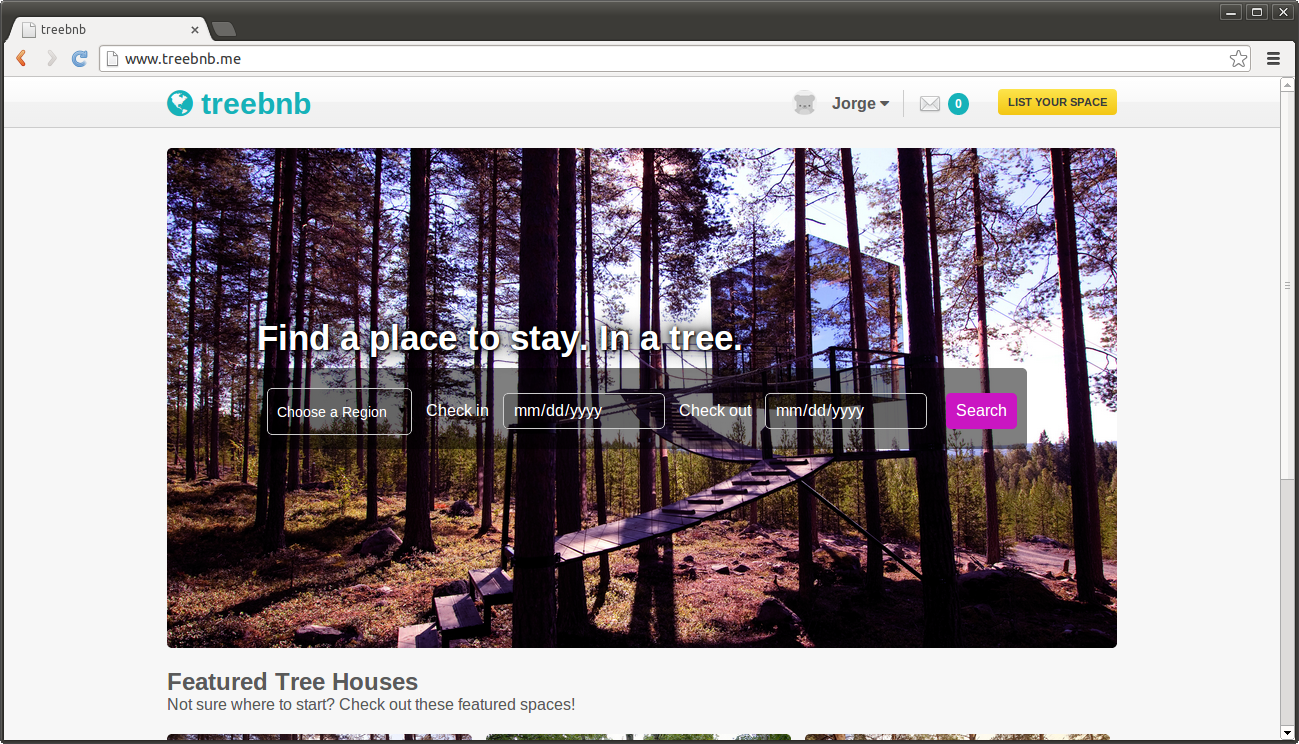 treebnb
www.treebnb.me
treebnb
Jorge
0
LIST YOUR SPACE
Find a place to stay. In a tree.
Choose a Region
Check in
mm/dd/yyyy
Check out
mm/dd/yyyy
Search
Featured Tree Houses
Not sure where to start? Check out these featured spaces!